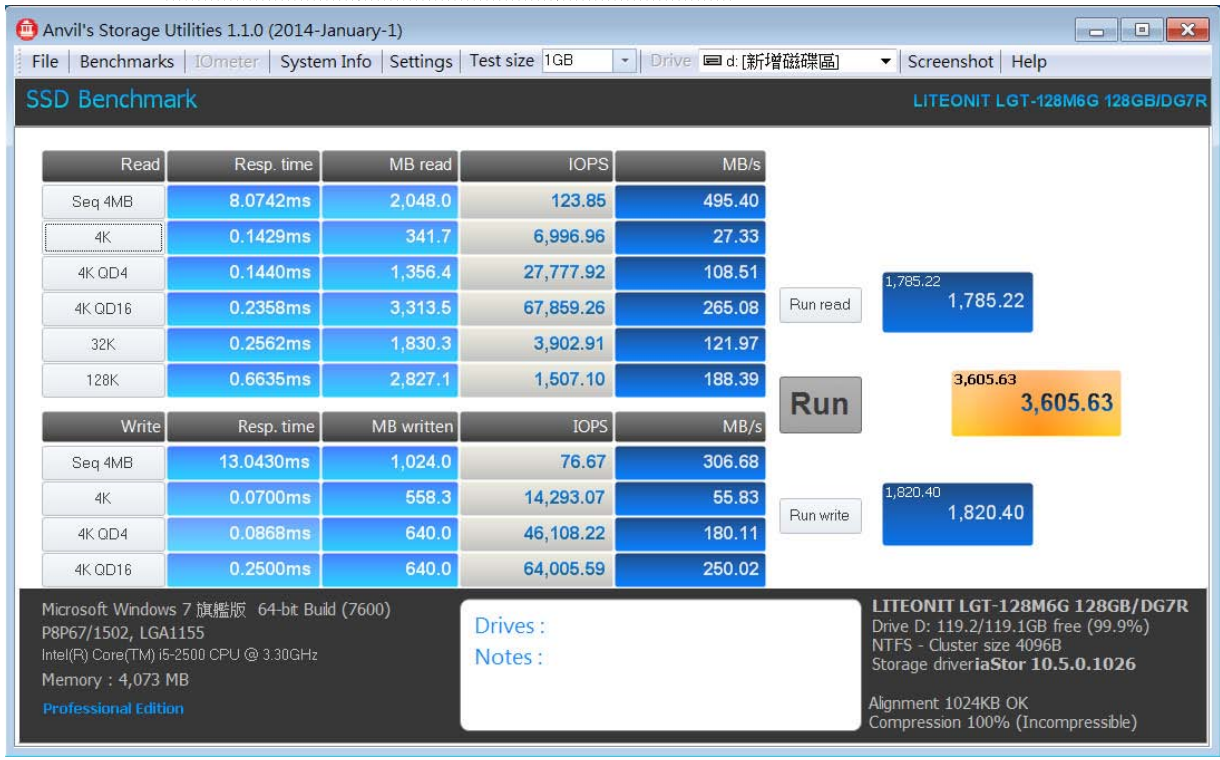 Anvil's Storage Utilities 1.1.0 (2014-January-1)
File Benchmarks IOmeter System Info Settings Test size 1GB Drive d: [新增磁碟區] Screenshot Help
SSD Benchmark LITEONIT LGT-128M6G 128GB/DG7R
Read Resp. time MB read IOPS MB/s
Seq 4MB 8.0742ms 2,048.0 123.85 495.40
4K 0.1429ms 341.7 6,996.96 27.33
4K QD4 0.1440ms 1,356.4 27,777.92 108.51
4K QD16 0.2358ms 3,313.5 67,859.26 265.08
32K 0.2562ms 1,830.3 3,902.91 121.97
128K 0.6635ms 2,827.1 1,507.10 188.39
Run read
1,785.22
1,785.22
Run
3,605.63
3,605.63
Write Resp. time MB written IOPS MB/s
Seq 4MB 13.0430ms 1,024.0 76.67 306.68
4K 0.0700ms 558.3 14,293.07 55.83
4K QD4 0.0868ms 640.0 46,108.22 180.11
4K QD16 0.2500ms 640.0 64,005.59 250.02
Run write
1,820.40
1,820.40
Microsoft Windows 7 旗艦版 64-bit Build (7600)
P8P67/1502, LGA1155
Intel(R) Core(TM) i5-2500 CPU @ 3.30GHz
Memory : 4,073 MB
Professional Edition
Drives :
Notes :
LITEONIT LGT-128M6G 128GB/DG7R
Drive D: 119.2/119.1GB free (99.9%)
NTFS - Cluster size 4096B
Storage driveriaStor 10.5.0.1026
Alignment 1024KB OK
Compression 100% (Incompressible)